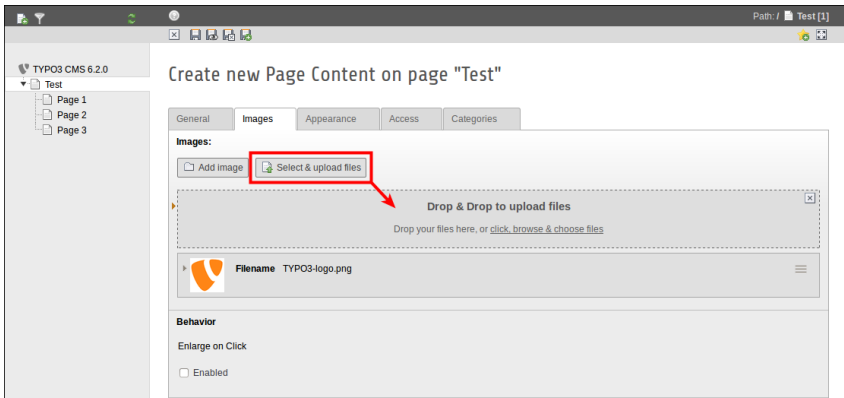 Path: / Test [1]
TYPO3 CMS 6.2.0
Test
Page 1
Page 2
Page 3
Create new Page Content on page "Test"
General Images Appearance Access Categories
Images:
Add image Select & upload files
Drop & Drop to upload files
Drop your files here, or click, browse & choose files
Filename TYPO3-logo.png
Behavior
Enlarge on Click
Enabled